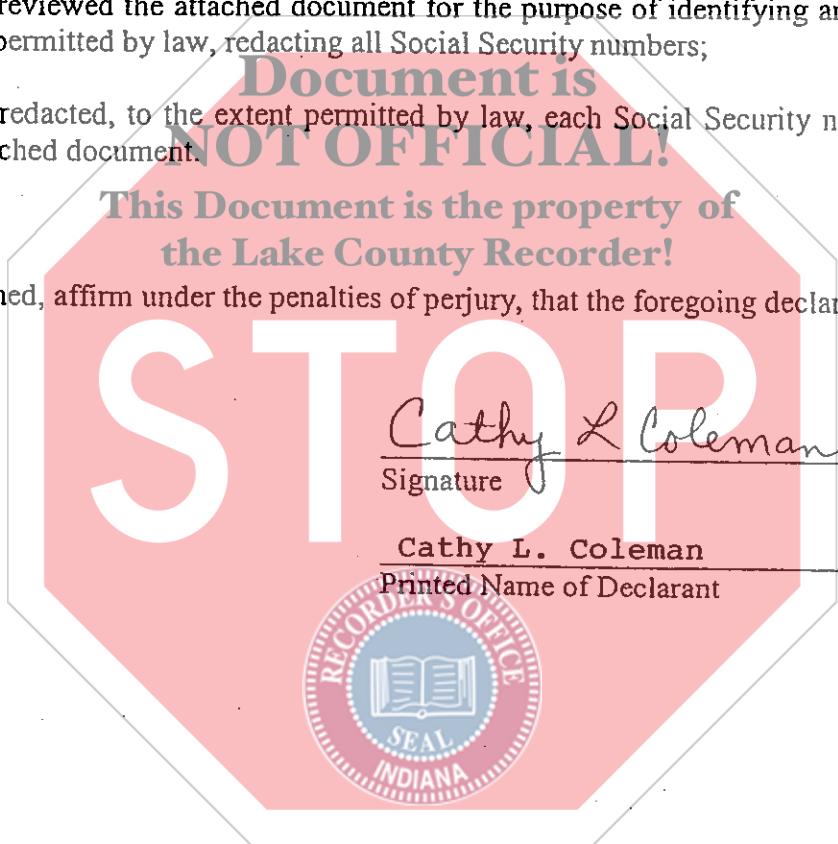 reviewed the attached document for the purpose of identifying
permitted by law, redacting all Social Security numbers;
Document is
redacted, to the extent permitted by law, each Social Security
NOT OFFICIAL!
ched document.
This Document is the property of
the Lake County Recorder!
ned, affirm under the penalties of perjury, that the foregoing declar
STOP
Cathy L Coleman
Signature
Cathy L. Coleman
Printed Name of Declarant
RECORDER'S OFFICE
SEAL
INDIANA